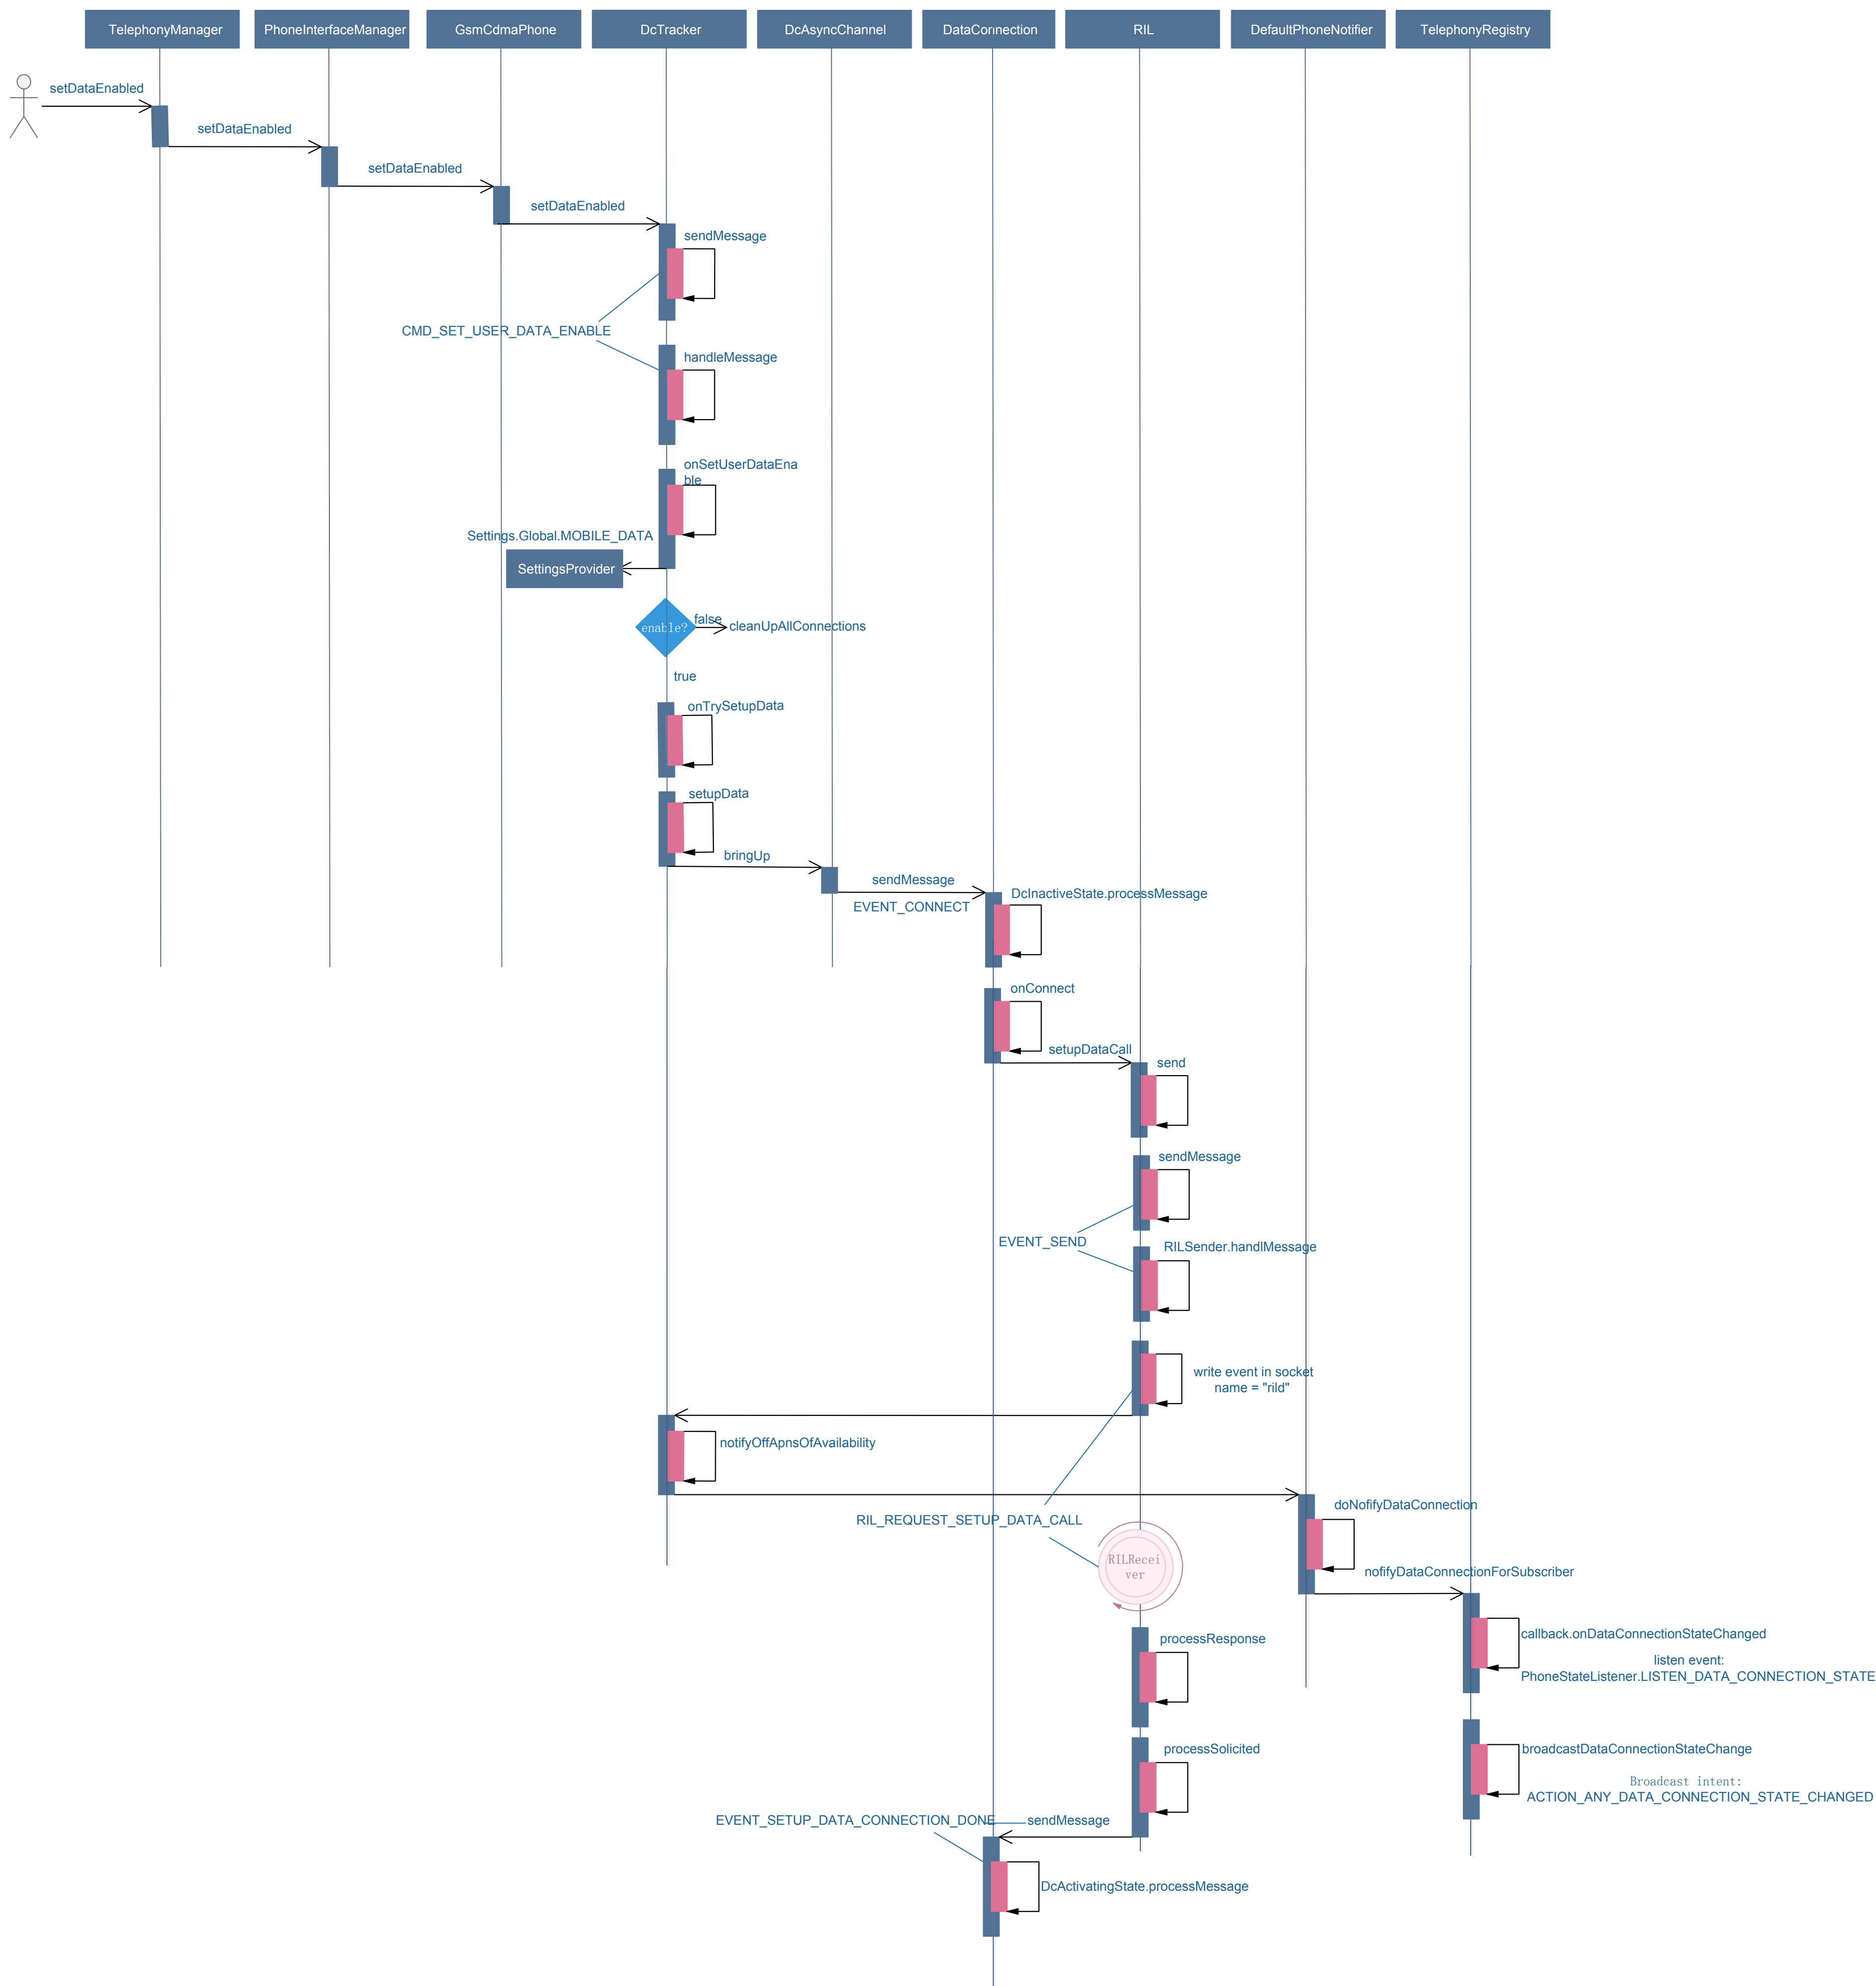 TelephonyManager
PhoneInterfaceManager
GsmCdmaPhone
DcTracker
DcAsyncChannel
DataConnection
RIL
DefaultPhoneNotifier
TelephonyRegistry
setDataEnabled
setDataEnabled
setDataEnabled
setDataEnabled
sendMessage
CMD_SET_USER_DATA_ENABLE
handleMessage
onSetUserDataEna
ble
Settings.Global.MOBILE_DATA
SettingsProvider
enable?
false
cleanUpAllConnections
true
onTrySetupData
setupData
bringUp
sendMessage
EVENT_CONNECT
DcInactiveState.processMessage
onConnect
setupDataCall
send
sendMessage
EVENT_SEND
RILSender.handlMessage
write event in socket
name = "rild"
notifyOffApnsOfAvailability
doNofifyDataConnection
RIL_REQUEST_SETUP_DATA_CALL
RILRecei
ver
nofifyDataConnectionForSubscriber
callback.onDataConnectionStateChanged
listen event:
PhoneStateListener.LISTEN_DATA_CONNECTION_STATE
processResponse
processSolicited
broadcastDataConnectionStateChange
Broadcast intent:
ACTION_ANY_DATA_CONNECTION_STATE_CHANGED
EVENT_SETUP_DATA_CONNECTION_DONE
sendMessage
DcActivatingState.processMessage